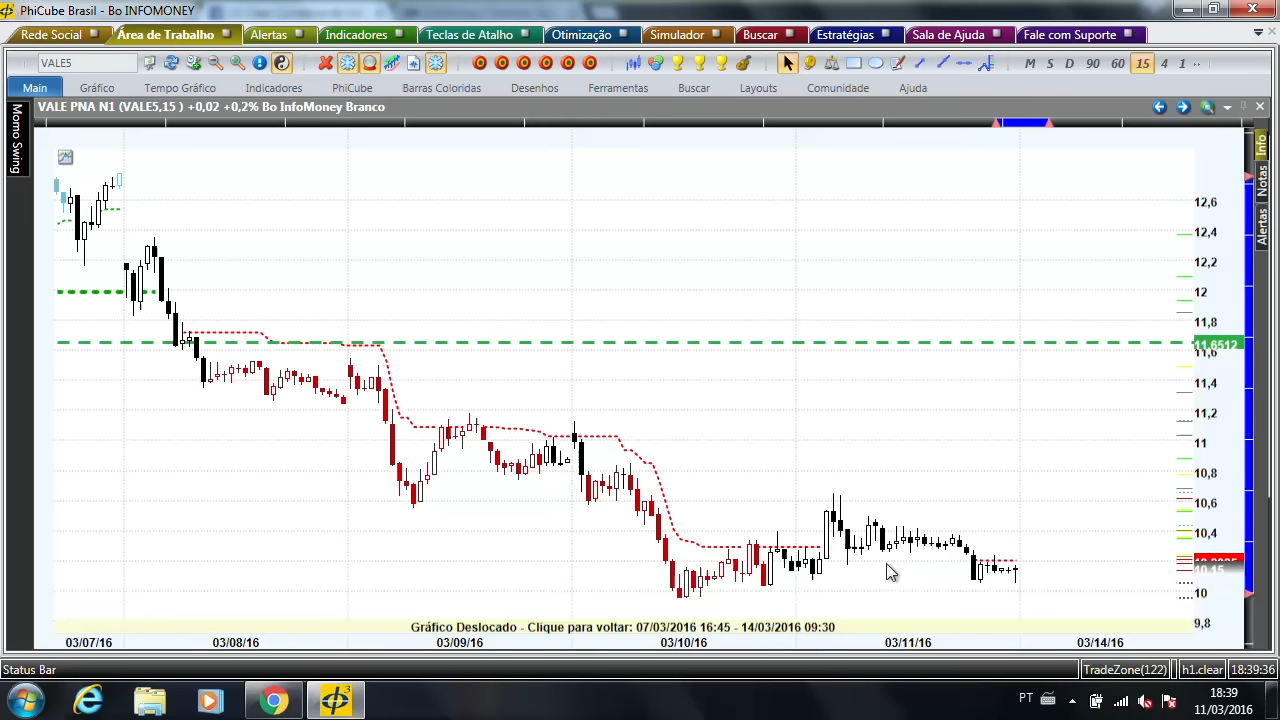 PhiCube Brasil - Bo INFOMONEY
Rede Social Área de Trabalho Alertas Indicadores Teclas de Atalho Otimização Simulador Buscar Estratégias Sala de Ajuda Fale com Suporte
VALE5 M S D 90 60 15 4 1
Main Gráfico Tempo Gráfico Indicadores PhiCube Barras Coloridas Desenhos Ferramentas Buscar Layouts Comunidade Ajuda
VALE PNA N1 (VALE5,15 ) +0,02 +0,2% Bo InfoMoney Branco
Momo Swing
Info
Notas
Alertas
12,6
12,4
12,2
12
11,8
11.6512
11,6
11,4
11,2
11
10,8
10,6
10,4
10.15
10
9,8
Gráfico Deslocado - Clique para voltar: 07/03/2016 16:45 - 14/03/2016 09:30
03/07/16 03/08/16 03/09/16 03/10/16 03/11/16 03/14/16
Status Bar TradeZone(122) h1.clear 18:39:36
PT 18:39
11/03/2016